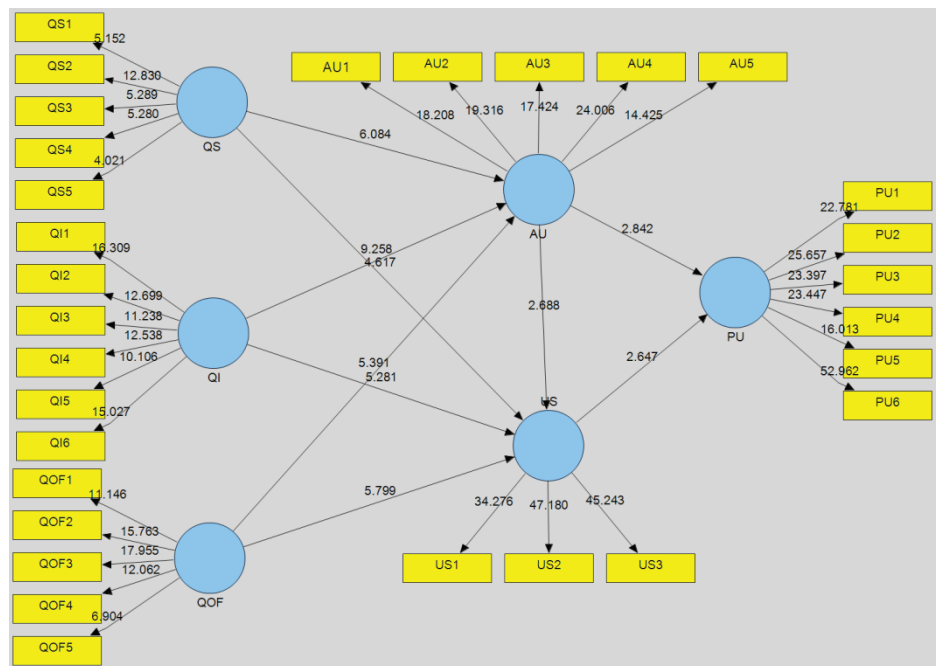 QS1
5.152
QS2
12.830
QS3
5.289
5.280
QS4
4.021
QS5
QS
AU1
AU2
AU3
AU4
AU5
18.208
19.316
17.424
24.006
14.425
6.084
AU
QI1
16.309
QI2
12.699
QI3
11.238
12.538
QI4
10.106
QI5
15.027
QI6
QI
9.258
4.617
2.842
2.688
PU1
22.781
PU2
25.657
PU3
23.397
23.447
PU4
16.013
PU5
52.962
PU6
PU
5.391
5.281
2.647
US
QOF1
11.146
QOF2
15.763
QOF3
17.955
12.062
QOF4
6.904
QOF5
QOF
5.799
34.276
47.180
45.243
US1
US2
US3